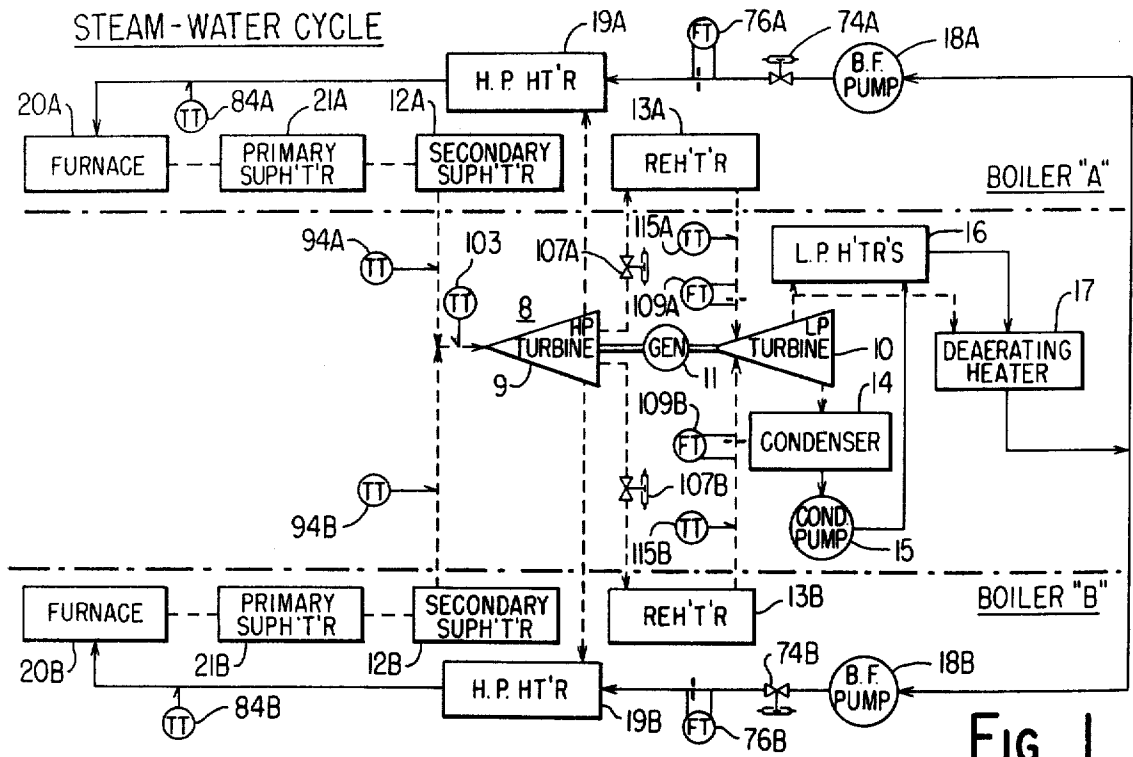 STEAM-WATER CYCLE
19A
76A
74A
18A
FT
B.F.
PUMP
H.P. HT'R
20A
TT
84A
21A
12A
13A
FURNACE
PRIMARY
SUPH'T'R
SECONDARY
SUPH'T'R
REH'T'R
BOILER "A"
94A
TT
103
TT
107A
115A
TT
16
L.P. H'TR'S
109A
FT
17
8
HP
TURBINE
9
GEN
11
LP
TURBINE
10
DEAERATING
HEATER
109B
FT
14
CONDENSER
TT
94B
107B
TT
115B
COND.
PUMP
15
BOILER "B"
FURNACE
PRIMARY
SUPH'T'R
SECONDARY
SUPH'T'R
REH'T'R
13B
20B
21B
12B
H.P. HT'R
74B
18B
B.F.
PUMP
TT
84B
19B
FT
76B
FIG. 1